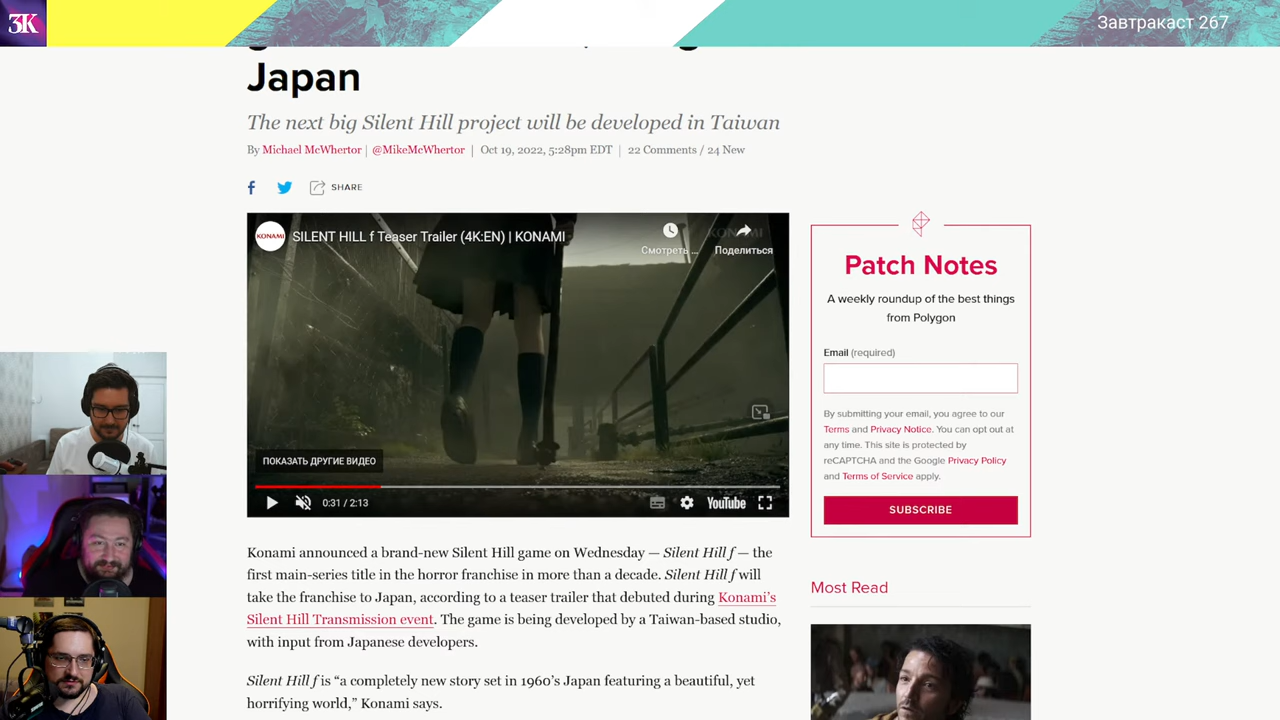 3K
Завтракаст 267
Japan
The next big Silent Hill project will be developed in Taiwan
By Michael McWhertor | @MikeMcWhertor | Oct 19, 2022, 5:28pm EDT | 22 Comments / 24 New
SHARE
KONAMI
SILENT HILL f Teaser Trailer (4K:EN) | KONAMI
Смотреть ...
Поделиться
ПОКАЗАТЬ ДРУГИЕ ВИДЕО
0:31 / 2:13
YouTube
Konami announced a brand-new Silent Hill game on Wednesday — Silent Hill f — the
first main-series title in the horror franchise in more than a decade. Silent Hill f will
take the franchise to Japan, according to a teaser trailer that debuted during Konami's
Silent Hill Transmission event. The game is being developed by a Taiwan-based studio,
with input from Japanese developers.
Silent Hill f is “a completely new story set in 1960’s Japan featuring a beautiful, yet
horrifying world,” Konami says.
Patch Notes
A weekly roundup of the best things
from Polygon
Email (required)
By submitting your email, you agree to our
Terms and Privacy Notice. You can opt out at
any time. This site is protected by
reCAPTCHA and the Google Privacy Policy
and Terms of Service apply.
SUBSCRIBE
Most Read